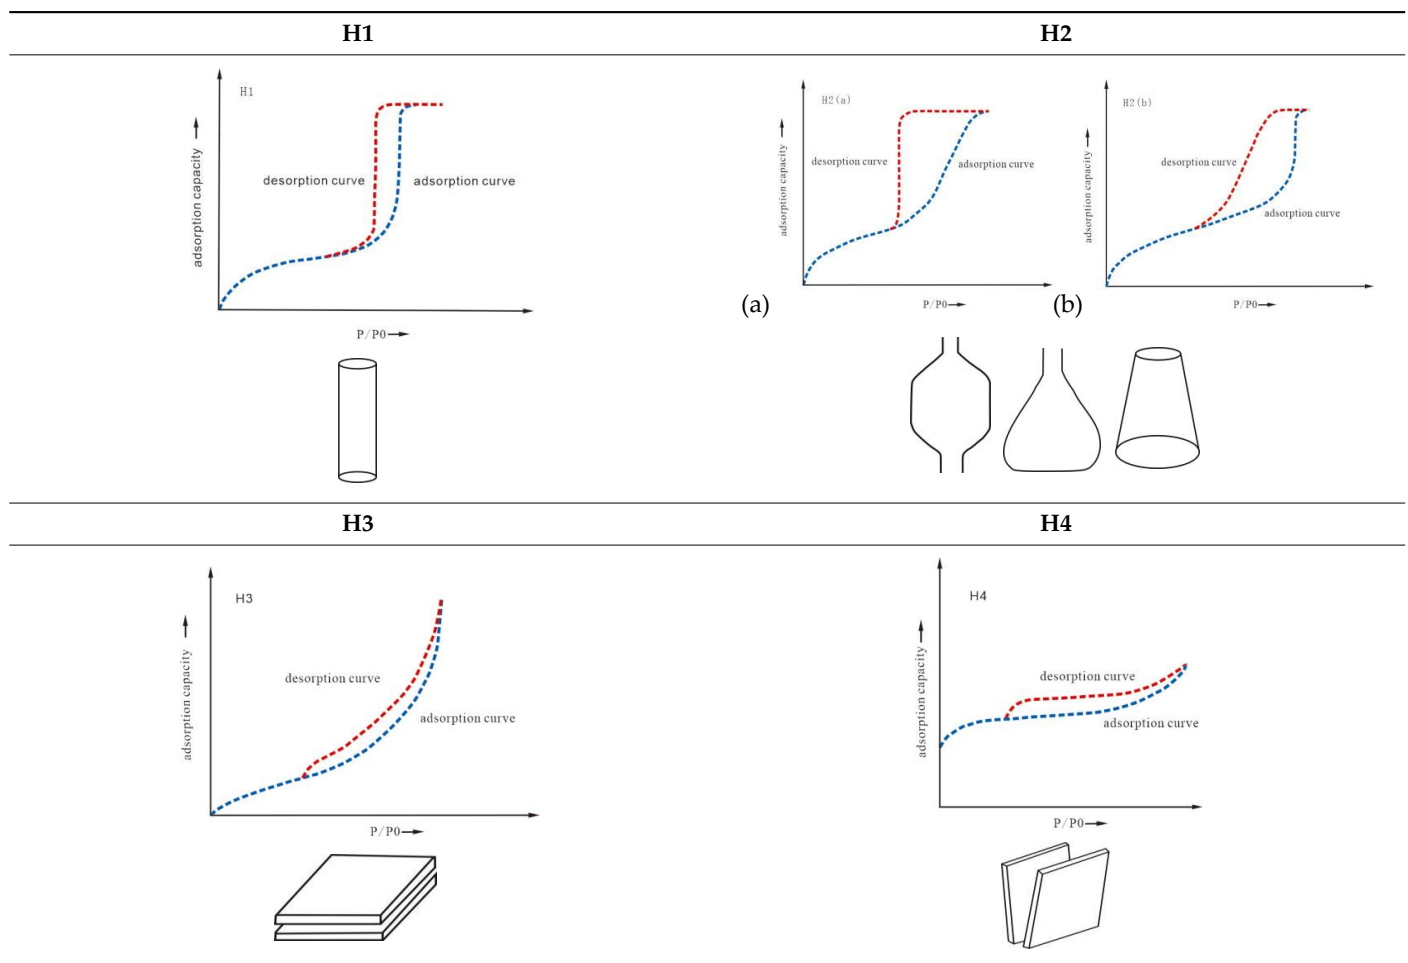 H1
H2
H1
adsorption capacity
desorption curve
adsorption curve
P/P0
H2(a)
adsorption capacity
desorption curve
adsorption curve
P/P0
(a)
H2(b)
adsorption capacity
desorption curve
adsorption curve
P/P0
(b)
H3
H4
H3
adsorption capacity
desorption curve
adsorption curve
P/P0
H4
adsorption capacity
desorption curve
adsorption curve
P/P0